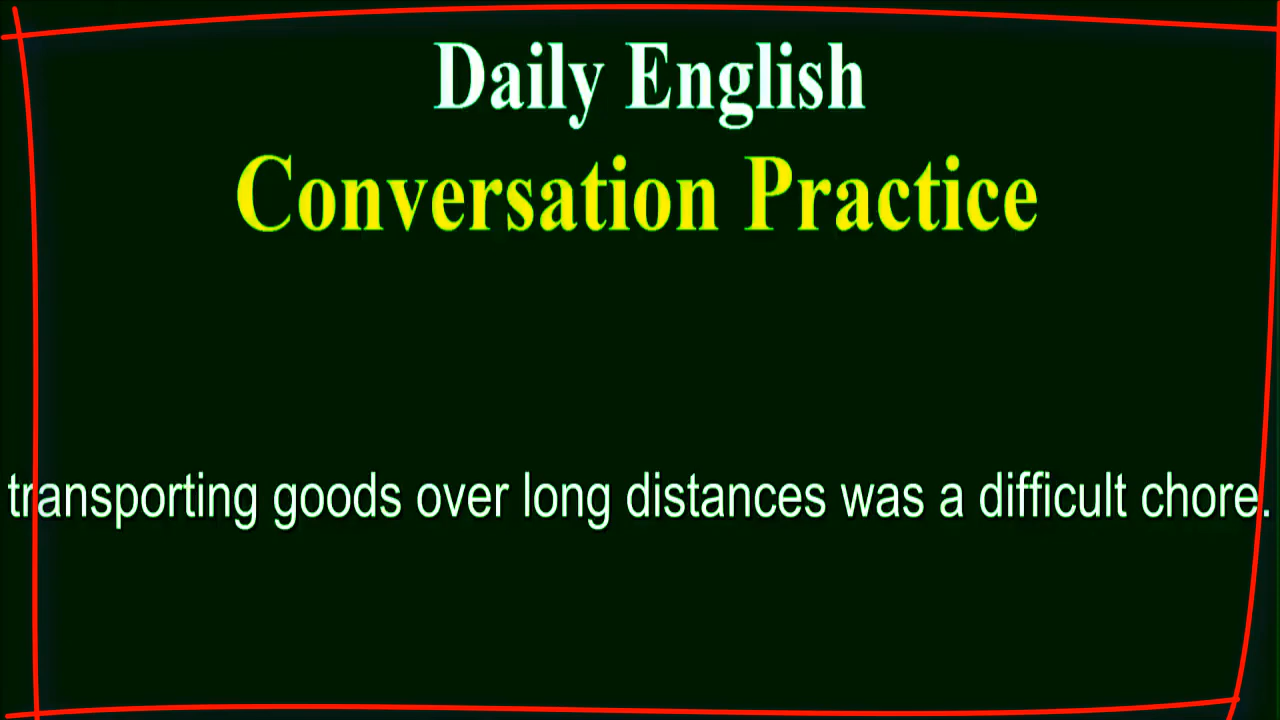 Daily English
Conversation Practice
transporting goods over long distances was a difficult chore.